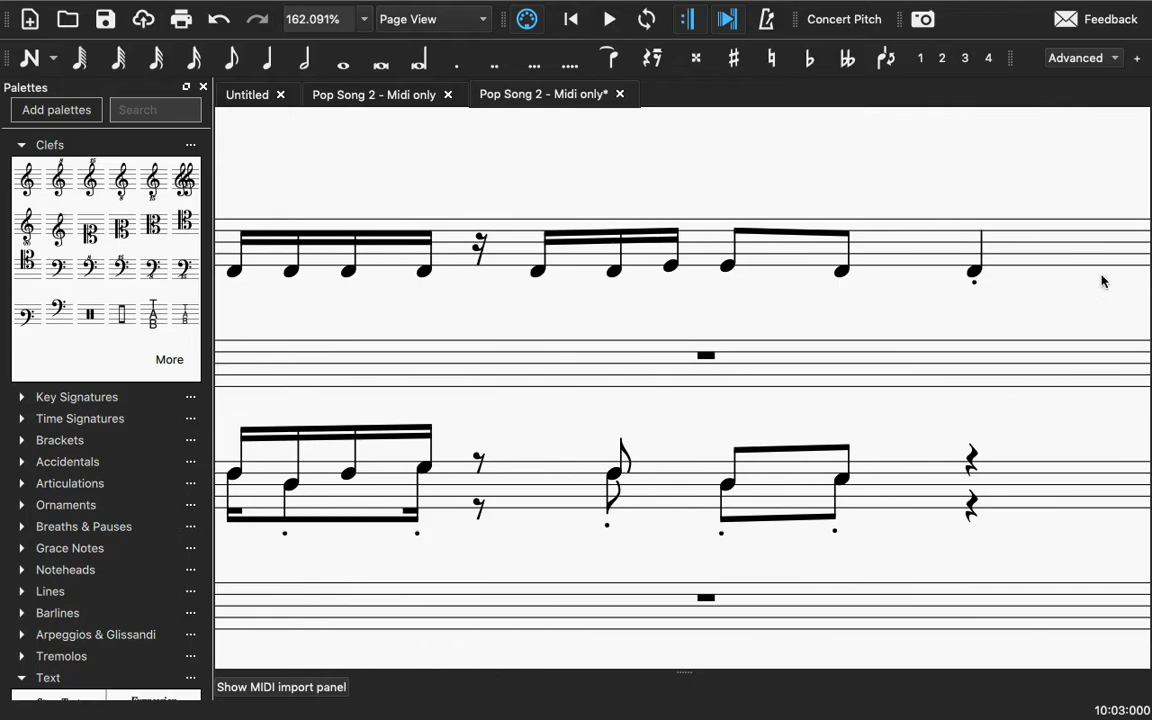 162.091%
Page View
Concert Pitch
Feedback
1 2 3 4
Advanced
+
Palettes
Untitled
Pop Song 2 - Midi only
Pop Song 2 - Midi only*
Add palettes
Search
Clefs
More
Key Signatures
Time Signatures
Brackets
Accidentals
Articulations
Ornaments
Breaths & Pauses
Grace Notes
Noteheads
Lines
Barlines
Arpeggios & Glissandi
Tremolos
Text
Show MIDI import panel
10:03:000